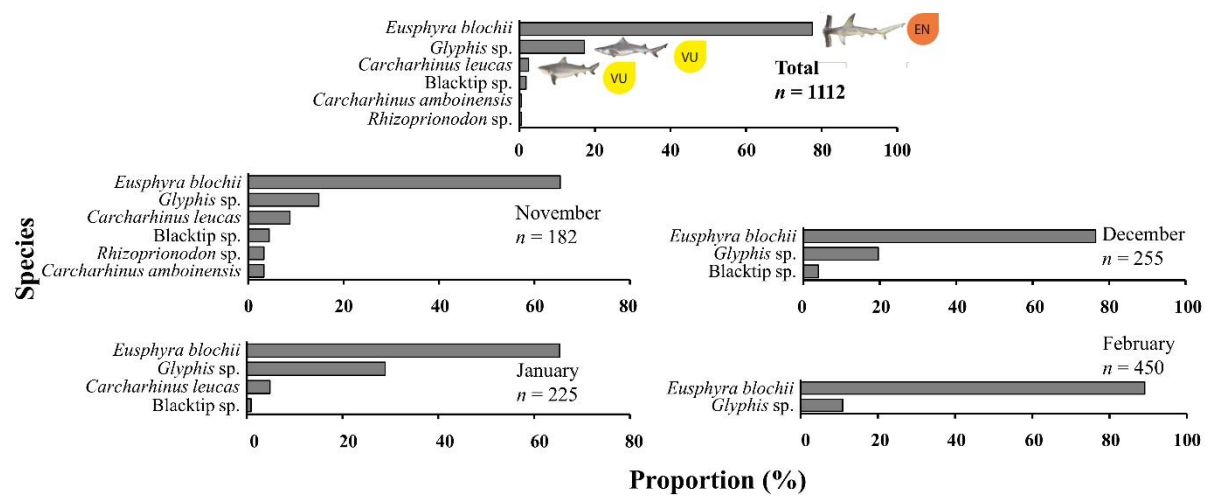 Eusphyra blochii
EN
Glyphis sp.
VU
Carcharhinus leucas
VU
Blacktip sp.
Carcharhinus amboinensis
Rhizoprionodon sp.
Total
n = 1112
0 20 40 60 80 100
Species
Eusphyra blochii
Glyphis sp.
Carcharhinus leucas
Blacktip sp.
Rhizoprionodon sp.
Carcharhinus amboinensis
November
n = 182
0 20 40 60 80
Eusphyra blochii
Glyphis sp.
Blacktip sp.
December
n = 255
0 20 40 60 80 100
Eusphyra blochii
Glyphis sp.
Carcharhinus leucas
Blacktip sp.
January
n = 225
0 20 40 60 80
February
n = 450
Eusphyra blochii
Glyphis sp.
0 20 40 60 80 100
Proportion (%)